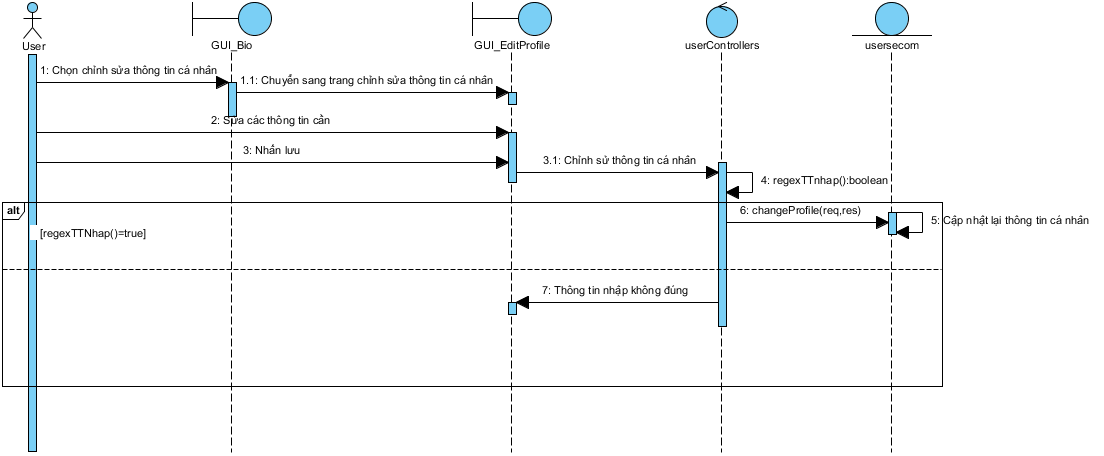 User
GUI_Bio
GUI_EditProfile
userControllers
usersecom
1: Chọn chỉnh sửa thông tin cá nhân
1.1: Chuyển sang trang chỉnh sửa thông tin cá nhân
2: Sửa các thông tin cần
3: Nhấn lưu
3.1: Chỉnh sử thông tin cá nhân
4: regexTTnhap():boolean
alt
6: changeProfile(req,res)
5: Cập nhật lại thông tin cá nhân
[regexTTNhap()=true]
7: Thông tin nhập không đúng